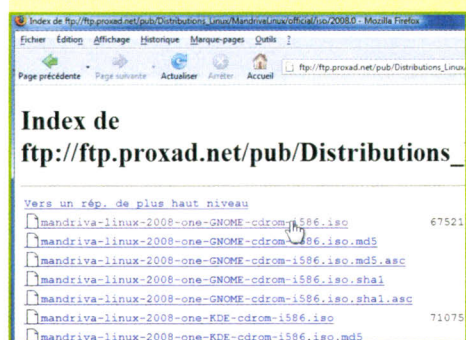 Index de ftp://ftp.proxad.net/pub/Distributions_Linux/MandrivaLinux/official/iso/2008.0 - Mozilla Firefox
Fichier Édition Affichage Historique Marque-pages Outils ?
Page précédente Page suivante Actualiser Arrêter Accueil ftp://ftp.proxad.net/pub/Distributions_Linux
Index de
ftp://ftp.proxad.net/pub/Distributions_
Vers un rép. de plus haut niveau
mandriva-linux-2008-one-GNOME-cdrom-i586.iso 67521
mandriva-linux-2008-one-GNOME-cdrom-i586.iso.md5
mandriva-linux-2008-one-GNOME-cdrom-i586.iso.md5.asc
mandriva-linux-2008-one-GNOME-cdrom-i586.iso.sha1
mandriva-linux-2008-one-GNOME-cdrom-i586.iso.sha1.asc
mandriva-linux-2008-one-KDE-cdrom-i586.iso 71075
mandriva-linux-2008-one-KDE-cdrom-i586.iso.md5